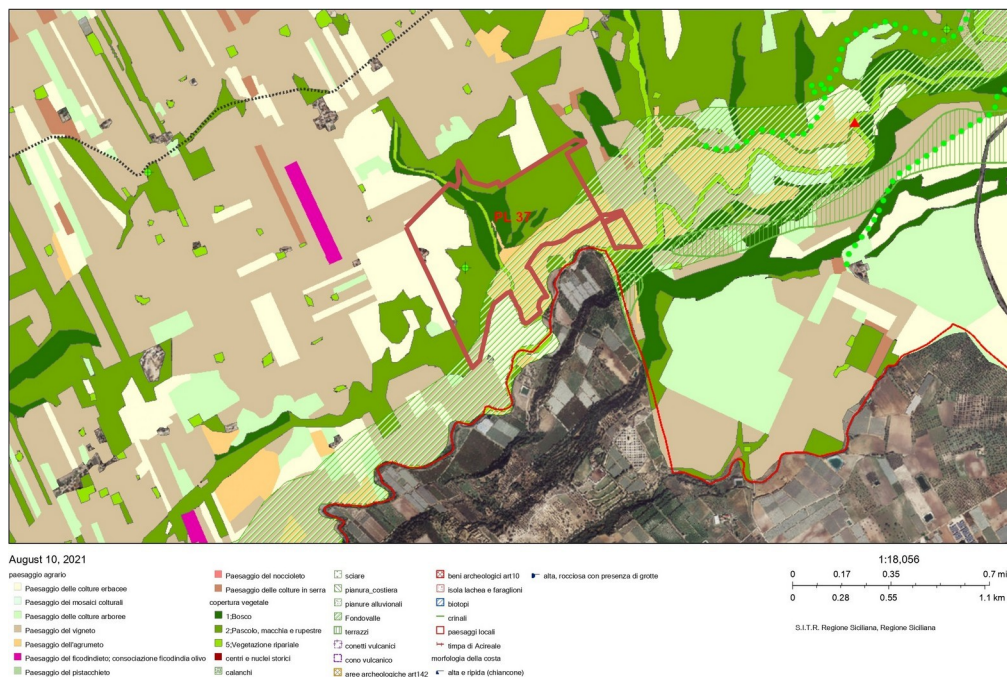 PL 37
August 10, 2021
paesaggio agrario
Paesaggio delle colture erbacee
Paesaggio dei mosaici colturali
Paesaggio delle colture arboree
Paesaggio del vigneto
Paesaggio dell'agrumeto
Paesaggio del ficodindieto; consociazione ficodindia olivo
Paesaggio del pistacchieto
Paesaggio del noccioleto
Paesaggio delle colture in serra
copertura vegetale
1;Bosco
2;Pascolo, macchia e rupestre
5;Vegetazione ripariale
centri e nuclei storici
calanchi
sciare
pianura_costiera
pianure alluvionali
Fondovalle
terrazzi
conetti vulcanici
cono vulcanico
aree archeologiche art142
beni archeologici art10
isola lachea e faraglioni
biotopi
crinali
paesaggi locali
timpa di Acireale
morfologia della costa
alta e ripida (chiancone)
alta, rocciosa con presenza di grotte
1:18,056
0 0.17 0.35 0.7 mi
0 0.28 0.55 1.1 km
S.I.T.R. Regione Siciliana, Regione Siciliana